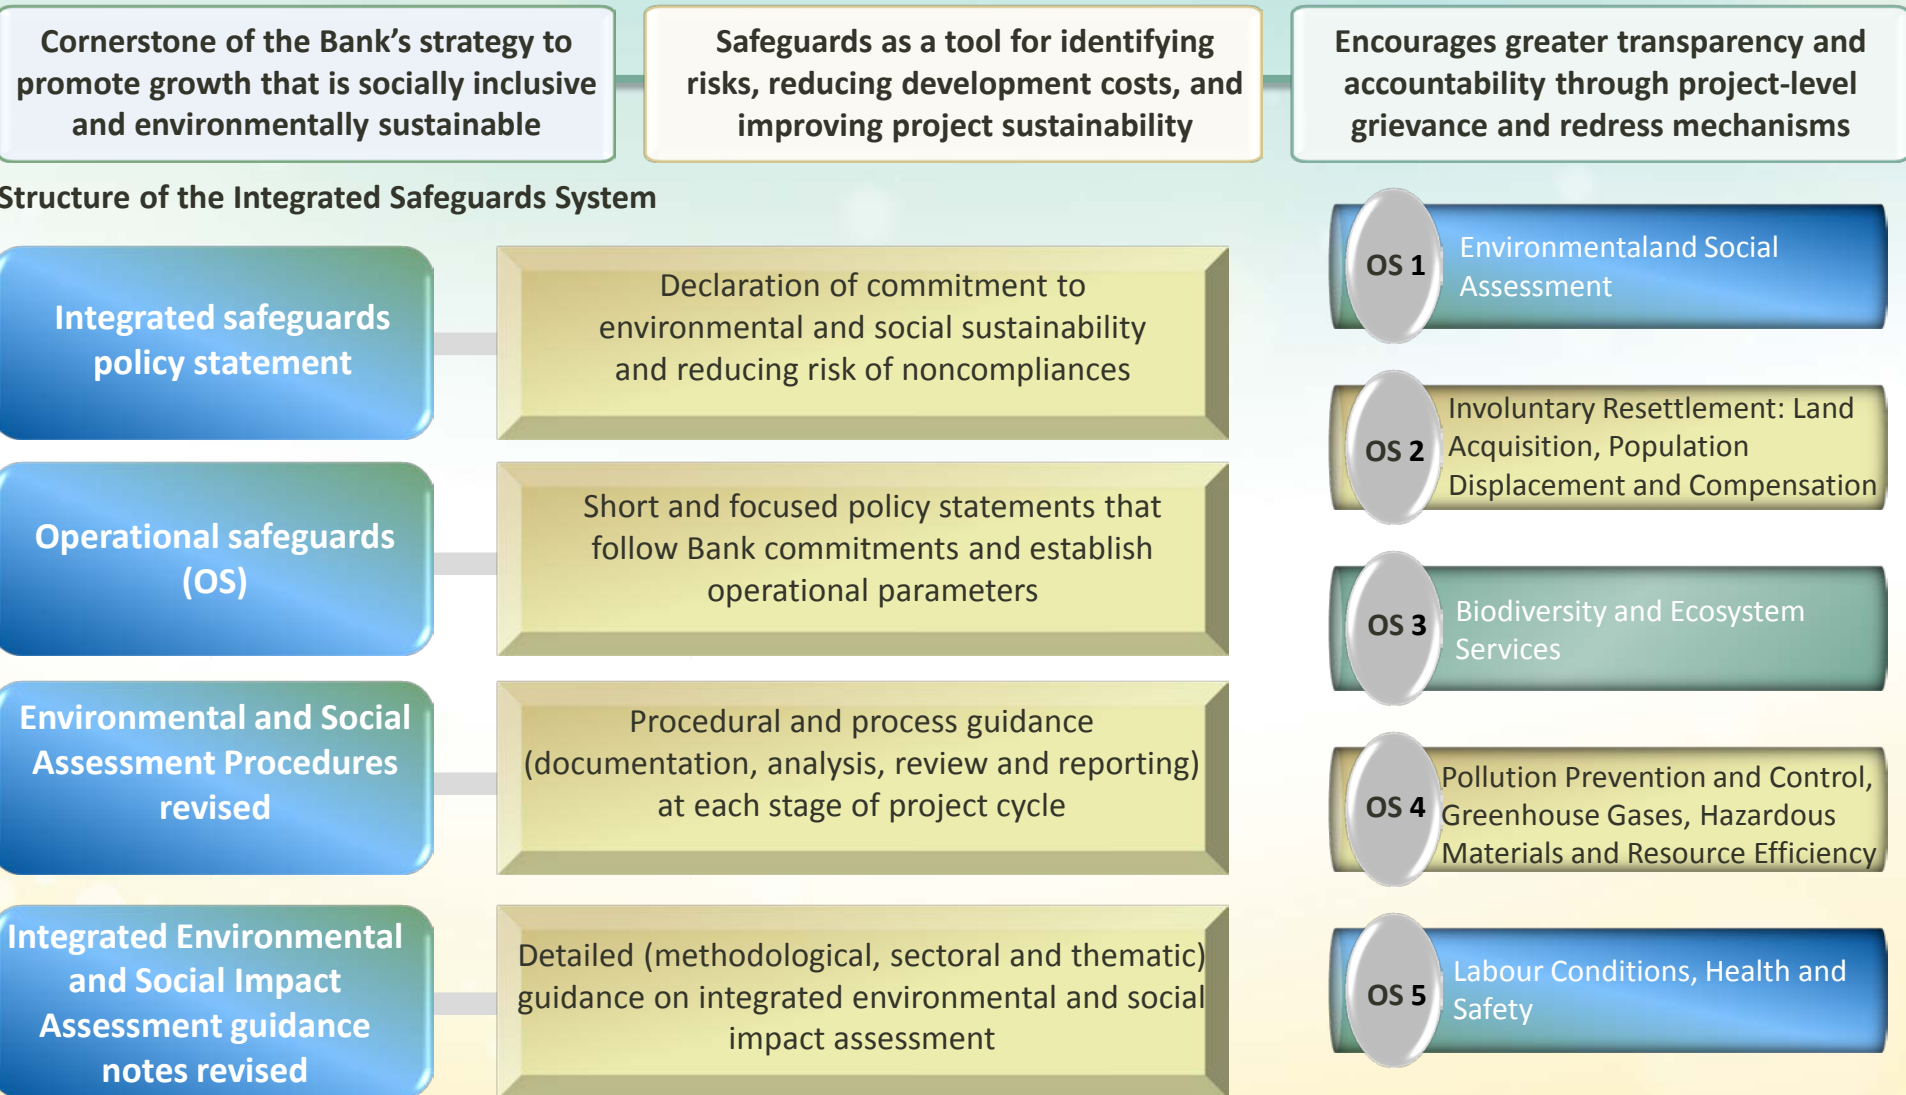 Cornerstone of the Bank’s strategy to
promote growth that is socially inclusive
and environmentally sustainable
Safeguards as a tool for identifying
risks, reducing development costs, and
improving project sustainability
Encourages greater transparency and
accountability through project-level
grievance and redress mechanisms
Structure of the Integrated Safeguards System
Integrated safeguards
policy statement
Declaration of commitment to
environmental and social sustainability
and reducing risk of noncompliances
Operational safeguards
(OS)
Short and focused policy statements that
follow Bank commitments and establish
operational parameters
Environmental and Social
Assessment Procedures
revised
Procedural and process guidance
(documentation, analysis, review and reporting)
at each stage of project cycle
Integrated Environmental
and Social Impact
Assessment guidance
notes revised
Detailed (methodological, sectoral and thematic)
guidance on integrated environmental and social
impact assessment
OS 1
Environmentaland Social
Assessment
OS 2
Involuntary Resettlement: Land
Acquisition, Population
Displacement and Compensation
OS 3
Biodiversity and Ecosystem
Services
OS 4
Pollution Prevention and Control,
Greenhouse Gases, Hazardous
Materials and Resource Efficiency
OS 5
Labour Conditions, Health and
Safety